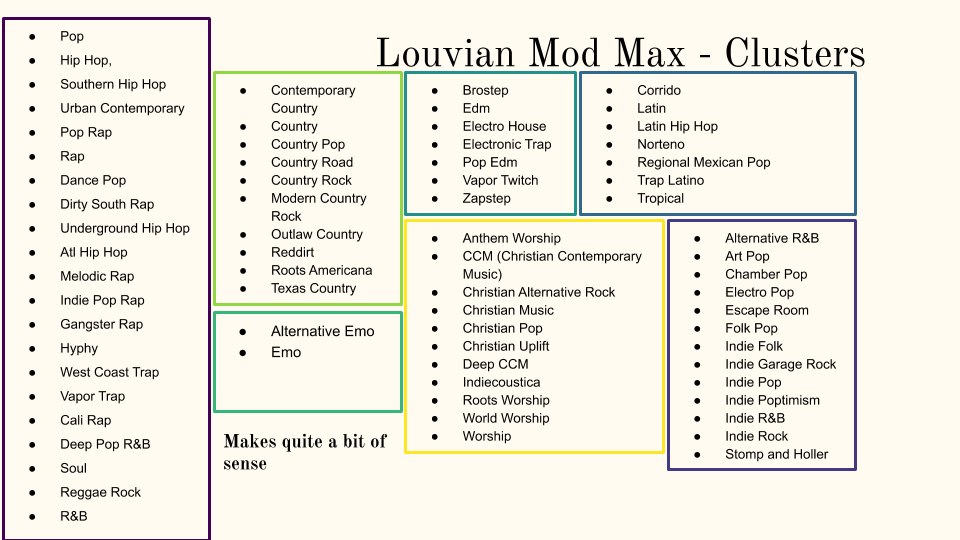 Louvian Mod Max - Clusters
● Pop
● Hip Hop,
● Southern Hip Hop
● Urban Contemporary
● Pop Rap
● Rap
● Dance Pop
● Dirty South Rap
● Underground Hip Hop
● Atl Hip Hop
● Melodic Rap
● Indie Pop Rap
● Gangster Rap
● Hyphy
● West Coast Trap
● Vapor Trap
● Cali Rap
● Deep Pop R&B
● Soul
● Reggae Rock
● R&B
● Contemporary
Country
● Country
● Country Pop
● Country Road
● Country Rock
● Modern Country
Rock
● Outlaw Country
● Reddirt
● Roots Americana
● Texas Country
● Brostep
● Edm
● Electro House
● Electronic Trap
● Pop Edm
● Vapor Twitch
● Zapstep
● Corrido
● Latin
● Latin Hip Hop
● Norteno
● Regional Mexican Pop
● Trap Latino
● Tropical
● Alternative Emo
● Emo
● Anthem Worship
● CCM (Christian Contemporary
Music)
● Christian Alternative Rock
● Christian Music
● Christian Pop
● Christian Uplift
● Deep CCM
● Indiecoustica
● Roots Worship
● World Worship
● Worship
● Alternative R&B
● Art Pop
● Chamber Pop
● Electro Pop
● Escape Room
● Folk Pop
● Indie Folk
● Indie Garage Rock
● Indie Pop
● Indie Poptimism
● Indie R&B
● Indie Rock
● Stomp and Holler
Makes quite a bit of
sense